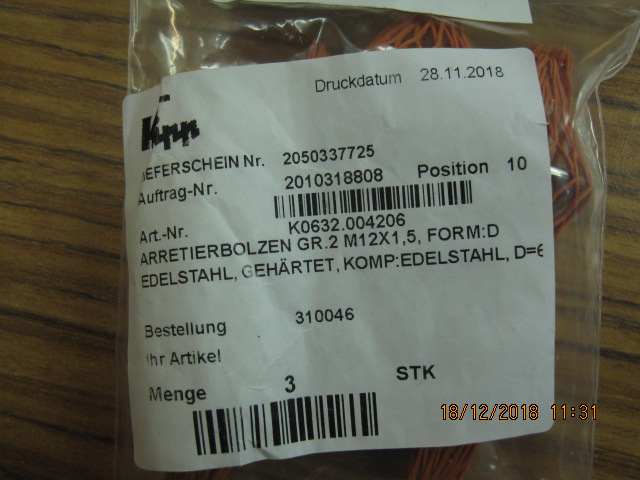 Druckdatum 28.11.2018
Kipp
IEFERSCHEIN Nr. 2050337725
Auftrag-Nr. 2010318808 Position 10
Art.-Nr. K0632.004206
ARRETIERBOLZEN GR.2 M12X1,5, FORM:D
EDELSTAHL, GEHÄRTET, KOMP:EDELSTAHL, D=6
Bestellung 310046
Ihr Artikel
Menge 3 STK
18/12/2018 11:31